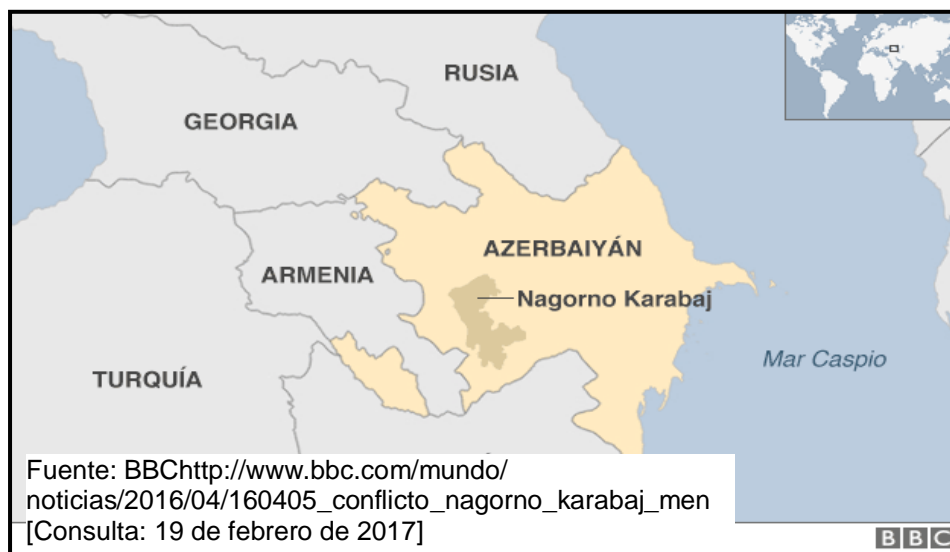 RUSIA
GEORGIA
AZERBAIYÁN
ARMENIA
Nagorno Karabaj
Mar Caspio
TURQUÍA
Fuente: BBChttp://www.bbc.com/mundo/
noticias/2016/04/160405_conflicto_nagorno_karabaj_men
[Consulta: 19 de febrero de 2017]
BBC